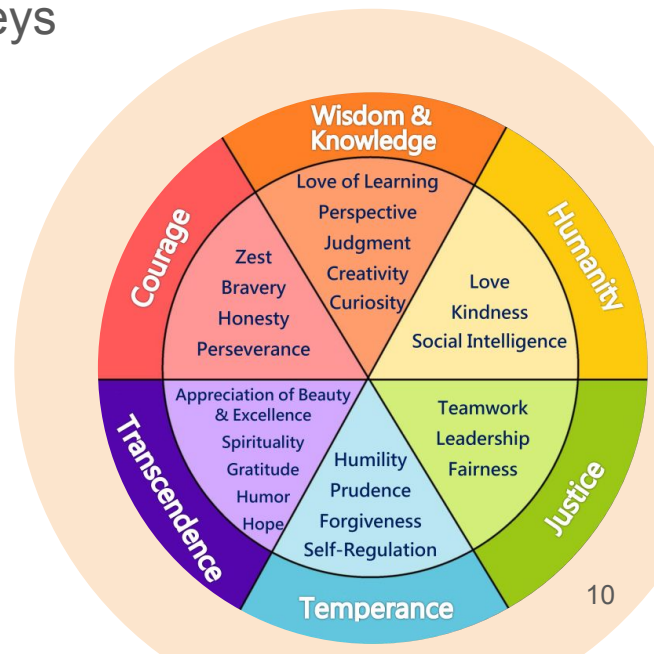 eys
Wisdom &
Knowledge
Love of Learning
Perspective
Judgment
Creativity
Curiosity
Humanity
Love
Kindness
Social Intelligence
Justice
Teamwork
Leadership
Fairness
Temperance
Humility
Prudence
Forgiveness
Self-Regulation
Transcendence
Appreciation of Beauty
& Excellence
Spirituality
Gratitude
Humor
Hope
Courage
Zest
Bravery
Honesty
Perseverance
10